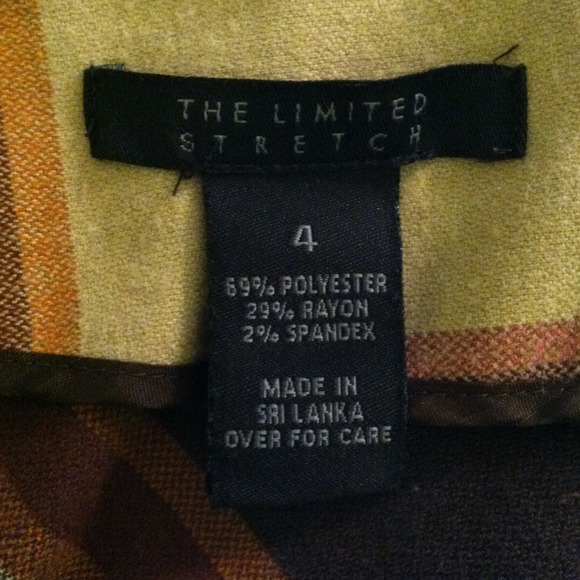 THE LIMITED
STRETCH
4
69% POLYESTER
29% RAYON
2% SPANDEX
MADE IN
SRI LANKA
OVER FOR CARE